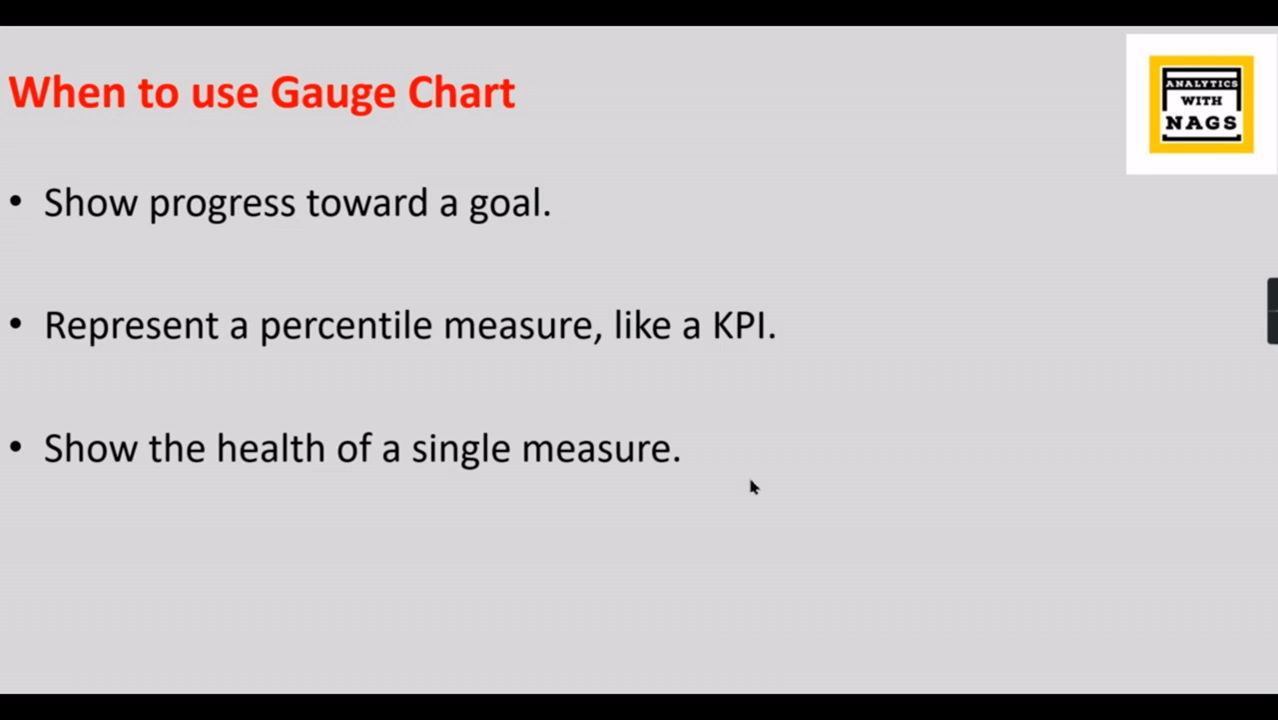 When to use Gauge Chart
ANALYTICS
WITH
NAGS
• Show progress toward a goal.
• Represent a percentile measure, like a KPI.
• Show the health of a single measure.